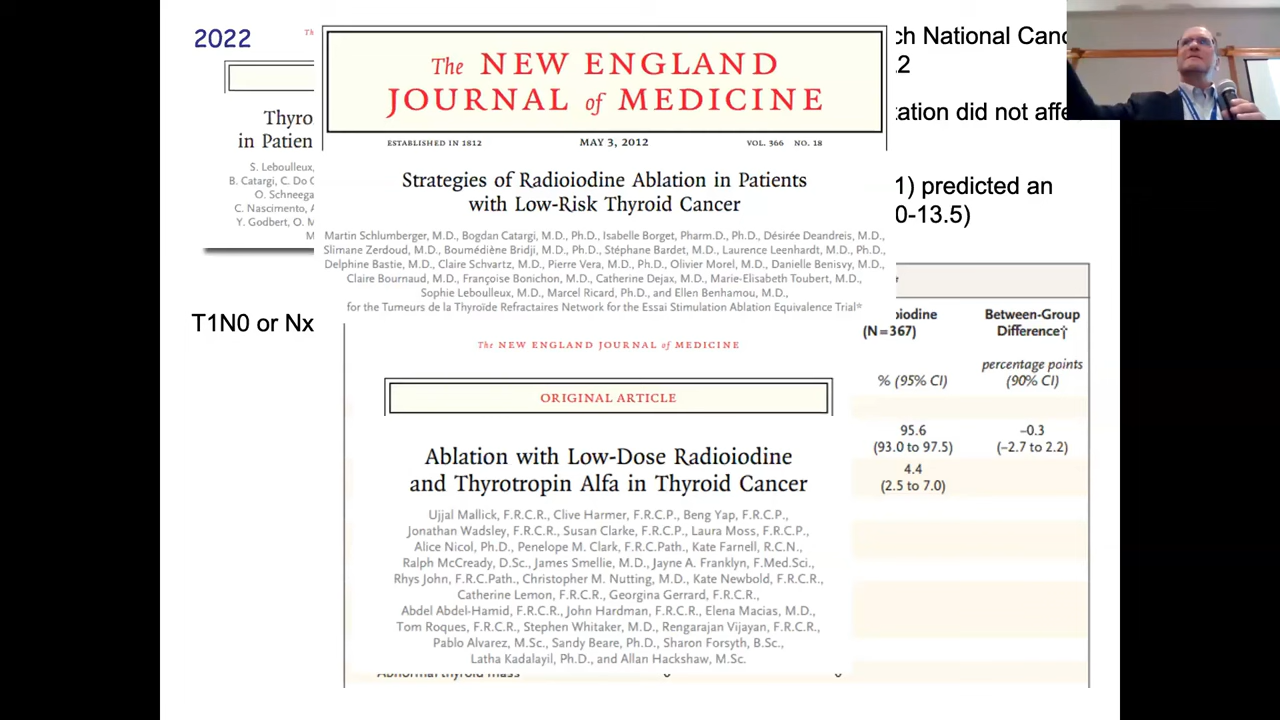 2022
Thyro
in Patien
S. Leboulleux,
B. Catargi, C. Do C
O. Schneega
C. Nascimento, A
Y. Godbert, O. M
M
T1N0 or Nx
The NEW ENGLAND
JOURNAL of MEDICINE
ESTABLISHED IN 1812 MAY 3, 2012 VOL. 366 NO. 18
Strategies of Radioiodine Ablation in Patients
with Low-Risk Thyroid Cancer
Martin Schlumberger, M.D., Bogdan Catargi, M.D., Ph.D., Isabelle Borget, Pharm.D., Ph.D., Désirée Deandreis, M.D.,
Slimane Zerdoud, M.D., Boumédiène Bridji, M.D., Ph.D., Stéphane Bardet, M.D., Laurence Leenhardt, M.D., Ph.D.,
Delphine Bastie, M.D., Claire Schvartz, M.D., Pierre Vera, M.D., Ph.D., Olivier Morel, M.D., Danielle Benisvy, M.D.,
Claire Bournaud, M.D., Françoise Bonichon, M.D., Catherine Dejax, M.D., Marie-Elisabeth Toubert, M.D.,
Sophie Leboulleux, M.D., Marcel Ricard, Ph.D., and Ellen Benhamou, M.D.,
for the Tumeurs de la Thyroïde Refractaires Network for the Essai Stimulation Ablation Equivalence Trial*
The NEW ENGLAND JOURNAL of MEDICINE
ORIGINAL ARTICLE
Ablation with Low-Dose Radioiodine
and Thyrotropin Alfa in Thyroid Cancer
Ujjal Mallick, F.R.C.R., Clive Harmer, F.R.C.P., Beng Yap, F.R.C.P.,
Jonathan Wadsley, F.R.C.R., Susan Clarke, F.R.C.P., Laura Moss, F.R.C.P.,
Alice Nicol, Ph.D., Penelope M. Clark, F.R.C.Path., Kate Farnell, R.C.N.,
Ralph McCready, D.Sc., James Smellie, M.D., Jayne A. Franklyn, F.Med.Sci.,
Rhys John, F.R.C.Path., Christopher M. Nutting, M.D., Kate Newbold, F.R.C.R.,
Catherine Lemon, F.R.C.R., Georgina Gerrard, F.R.C.R.,
Abdel Abdel-Hamid, F.R.C.R., John Hardman, F.R.C.R., Elena Macias, M.D.,
Tom Roques, F.R.C.R., Stephen Whitaker, M.D., Rengarajan Vijayan, F.R.C.R.,
Pablo Alvarez, M.Sc., Sandy Beare, Ph.D., Sharon Forsyth, B.Sc.,
Latha Kadalayil, Ph.D., and Allan Hackshaw, M.Sc.
ch National Canc
2
tation did not affe
1) predicted an
0-13.5)
iodine Between-Group
(N=367) Difference†
percentage points
% (95% CI) (90% CI)
95.6 –0.3
(93.0 to 97.5) (–2.7 to 2.2)
4.4
(2.5 to 7.0)